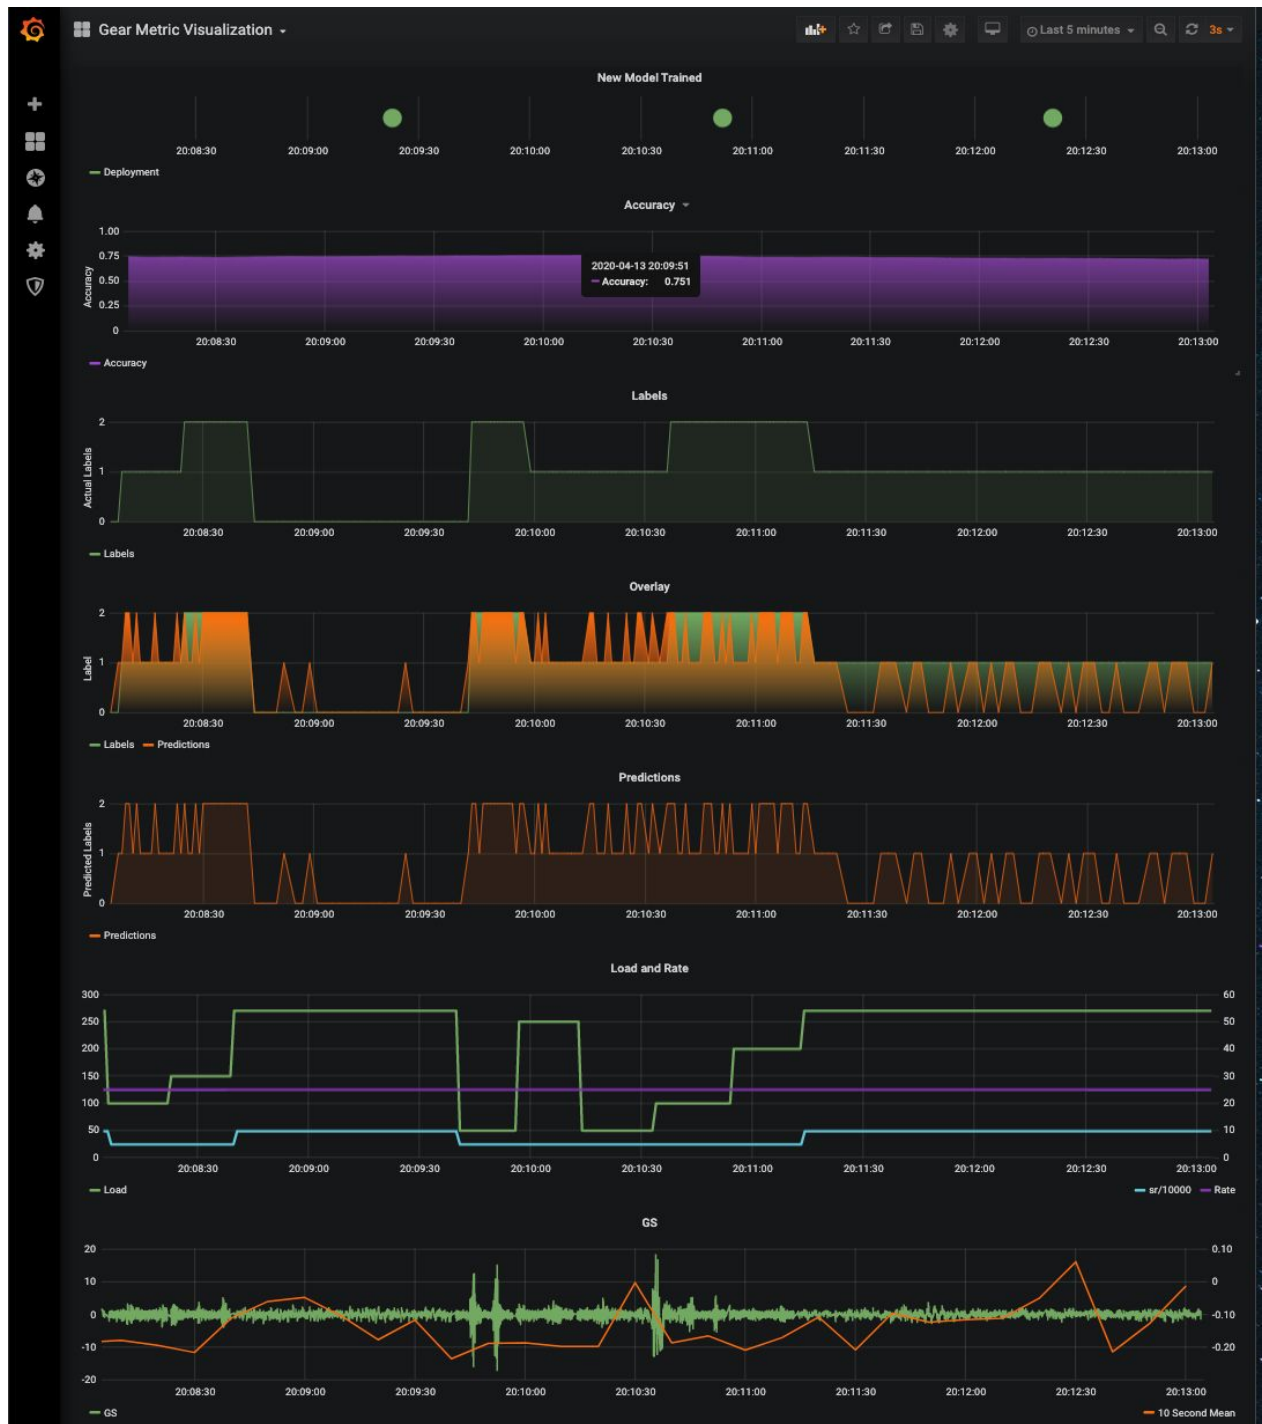 Gear Metric Visualization
Last 5 minutes
3s
New Model Trained
20:08:30 20:09:00 20:09:30 20:10:00 20:10:30 20:11:00 20:11:30 20:12:00 20:12:30 20:13:00
Deployment
Accuracy
1.00
0.75
0.50
0.25
0
Accuracy
2020-04-13 20:09:51
Accuracy: 0.751
20:08:30 20:09:00 20:09:30 20:10:00 20:10:30 20:11:00 20:11:30 20:12:00 20:12:30 20:13:00
Accuracy
Labels
2
1
0
Actual Labels
20:08:30 20:09:00 20:09:30 20:10:00 20:10:30 20:11:00 20:11:30 20:12:00 20:12:30 20:13:00
Labels
Overlay
2
1
0
Label
20:08:30 20:09:00 20:09:30 20:10:00 20:10:30 20:11:00 20:11:30 20:12:00 20:12:30 20:13:00
Labels Predictions
Predictions
2
1
0
Predicted Labels
20:08:30 20:09:00 20:09:30 20:10:00 20:10:30 20:11:00 20:11:30 20:12:00 20:12:30 20:13:00
Predictions
Load and Rate
300 60
250 50
200 40
150 30
100 20
50 10
0 0
20:08:30 20:09:00 20:09:30 20:10:00 20:10:30 20:11:00 20:11:30 20:12:00 20:12:30 20:13:00
Load sr/10000 Rate
GS
20 0.10
10 0
0 -0.10
-10 -0.20
-20
20:08:30 20:09:00 20:09:30 20:10:00 20:10:30 20:11:00 20:11:30 20:12:00 20:12:30 20:13:00
GS 10 Second Mean